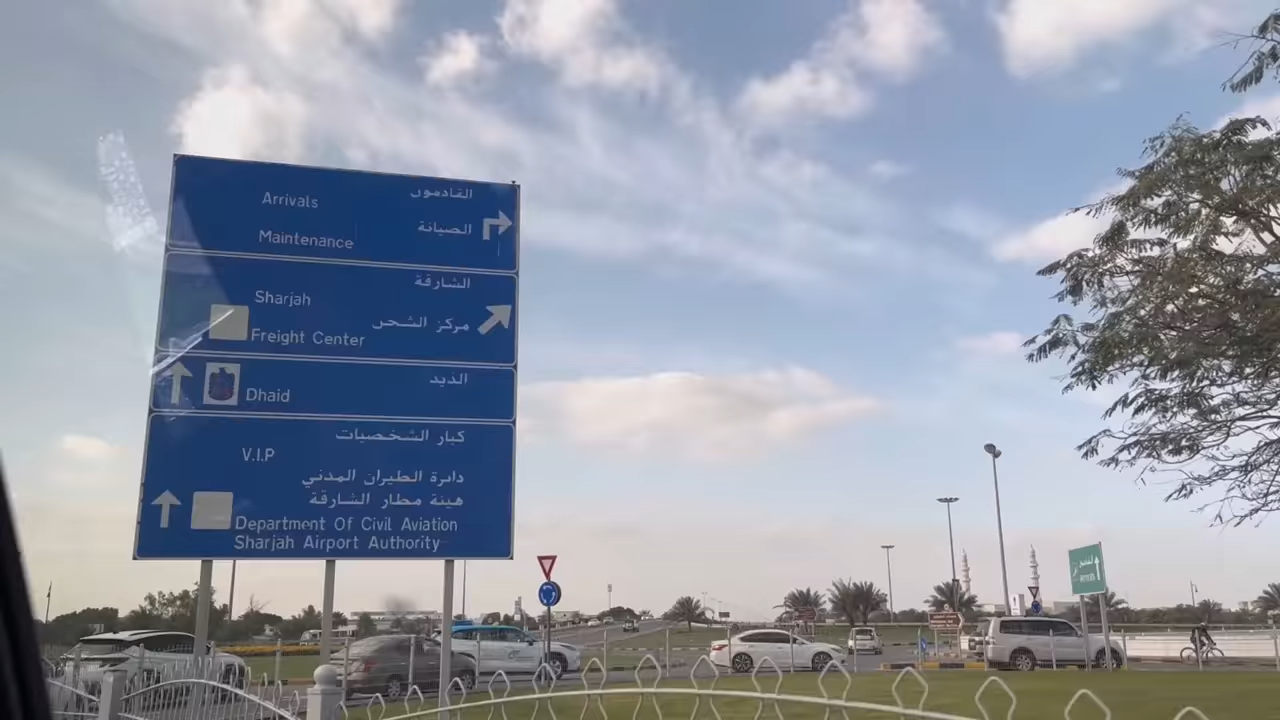 القادمون
Arrivals
الصيانة
Maintenance
الشارقة
Sharjah
مركز الشحن
Freight Center
الذيد
Dhaid
كبار الشخصيات
V.I.P
دائرة الطيران المدني
هيئة مطار الشارقة
Department Of Civil Aviation
Sharjah Airport Authority